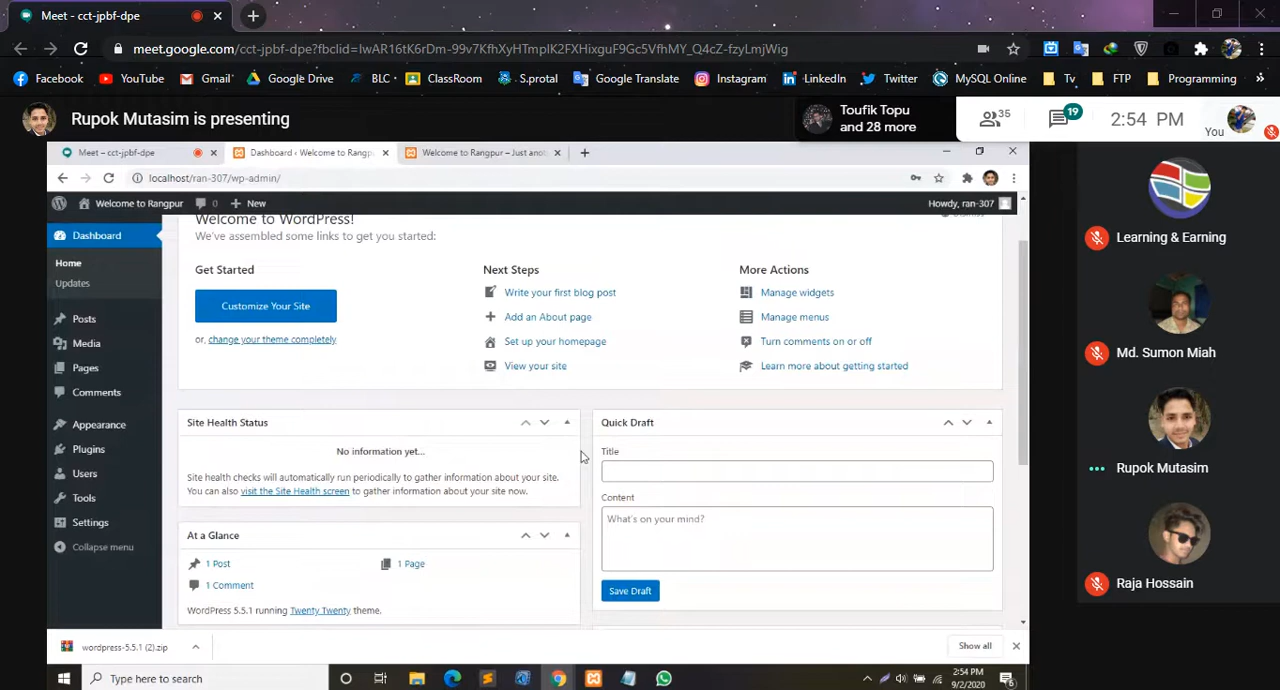 Meet - cct-jpbf-dpe
meet.google.com/cct-jpbf-dpe?fbclid=IwAR16tK6rDm-99v7KfhXyHTmpIK2FXHixguF9Gc5VfhMY_Q4cZ-fzyLmjWig
Facebook YouTube Gmail Google Drive BLC ClassRoom S.protal Google Translate Instagram LinkedIn Twitter MySQL Online Tv FTP Programming »
Rupok Mutasim is presenting
Toufik Topu
and 28 more
35
19
2:54 PM
You
Meet – cct-jpbf-dpe
Dashboard ‹ Welcome to Rangp
Welcome to Rangpur – Just anot
localhost/ran-307/wp-admin/
Welcome to Rangpur 0 New
Howdy, ran-307
Dashboard
Home
Updates
Posts
Media
Pages
Comments
Appearance
Plugins
Users
Tools
Settings
Collapse menu
Welcome to WordPress!
Dismiss
We've assembled some links to get you started:
Get Started
Customize Your Site
or, change your theme completely
Next Steps
Write your first blog post
Add an About page
Set up your homepage
View your site
More Actions
Manage widgets
Manage menus
Turn comments on or off
Learn more about getting started
Site Health Status
No information yet...
Site health checks will automatically run periodically to gather information about your site.
You can also visit the Site Health screen to gather information about your site now.
At a Glance
1 Post
1 Page
1 Comment
WordPress 5.5.1 running Twenty Twenty theme.
Quick Draft
Title
Content
What's on your mind?
Save Draft
Learning & Earning
Md. Sumon Miah
Rupok Mutasim
Raja Hossain
wordpress-5.5.1 (2).zip
Show all
Type here to search
2:54 PM
9/2/2020
6